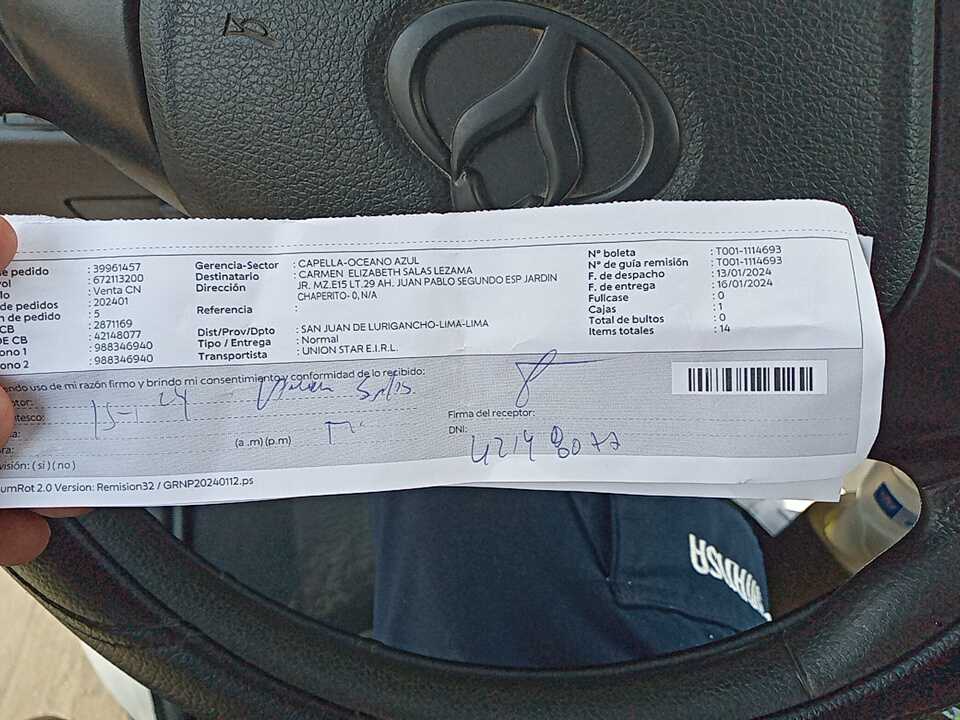 e pedido : 39961457
ol : 672113200
lo : Venta CN
de pedidos : 202401
n de pedido : 5
CB : 2871169
DE CB : 42148077
ono 1 : 988346940
ono 2 : 988346940
Gerencia-Sector : CAPELLA-OCEANO AZUL
Destinatario : CARMEN ELIZABETH SALAS LEZAMA
Dirección : JR. MZ.E15 LT.29 AH. JUAN PABLO SEGUNDO ESP JARDIN
CHAPERITO- 0, N/A
Referencia :
Dist/Prov/Dpto : SAN JUAN DE LURIGANCHO-LIMA-LIMA
Tipo / Entrega : Normal
Transportista : UNION STAR E.I.R.L.
N° boleta : T001-1114693
N° de guía remisión : T001-1114693
F. de despacho : 13/01/2024
F. de entrega : 16/01/2024
Fullcase : 0
Cajas : 1
Total de bultos : 0
Items totales : 14
endo uso de mi razón firmo y brindo mi consentimiento y conformidad de lo recibido:
ptor:
ntesco: 15-1-24
a:
ora: (a .m) (p.m)
visión: ( si ) ( no )
Firma del receptor:
DNI: 42148077
umRot 2.0 Version: Remision32 / GRNP20240112.ps